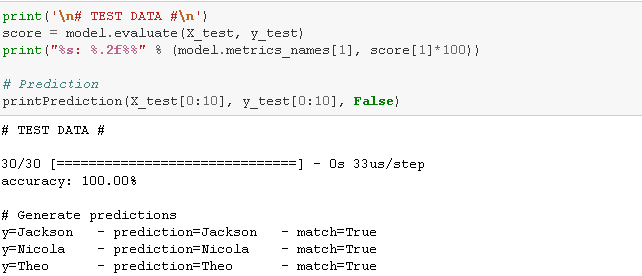 print('\n# TEST DATA #\n')
score = model.evaluate(X_test, y_test)
print("%s: %.2f%%" % (model.metrics_names[1], score[1]*100))
# Prediction
printPrediction(X_test[0:10], y_test[0:10], False)
# TEST DATA #
30/30 [==============================] - 0s 33us/step
accuracy: 100.00%
# Generate predictions
y=Jackson   - prediction=Jackson   - match=True
y=Nicola    - prediction=Nicola    - match=True
y=Theo      - prediction=Theo      - match=True